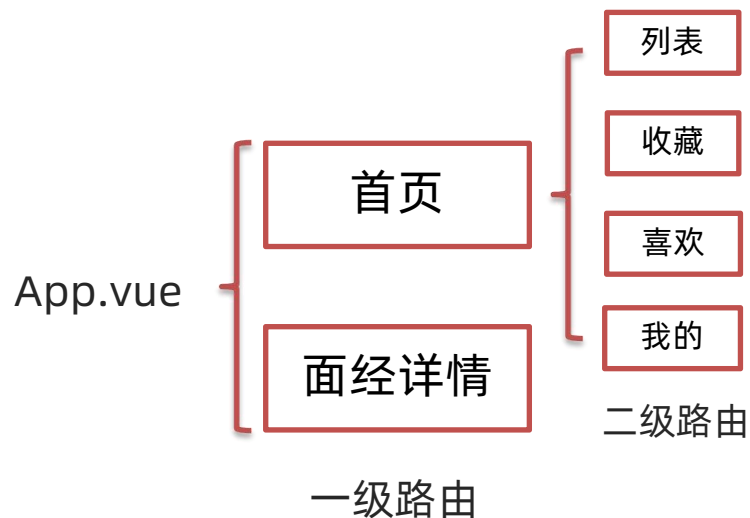 App.vue
首页
面经详情
一级路由
列表
收藏
喜欢
我的
二级路由